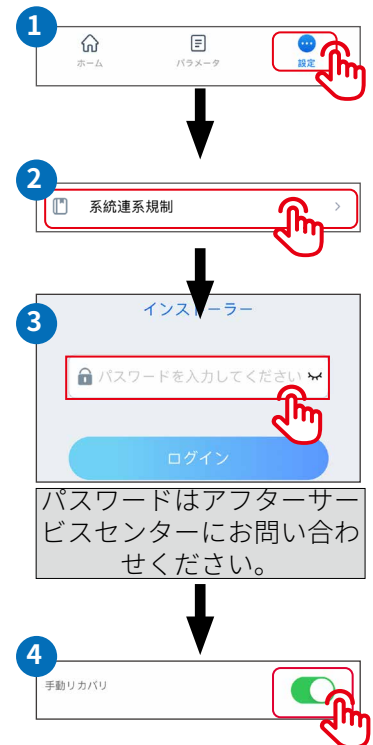 1
ホーム
パラメータ
設定
2
系統連系規制
3
インストーラー
パスワードを入力してください
ログイン
パスワードはアフターサー
ビスセンターにお問い合わ
せください。
4
手動リカバリ